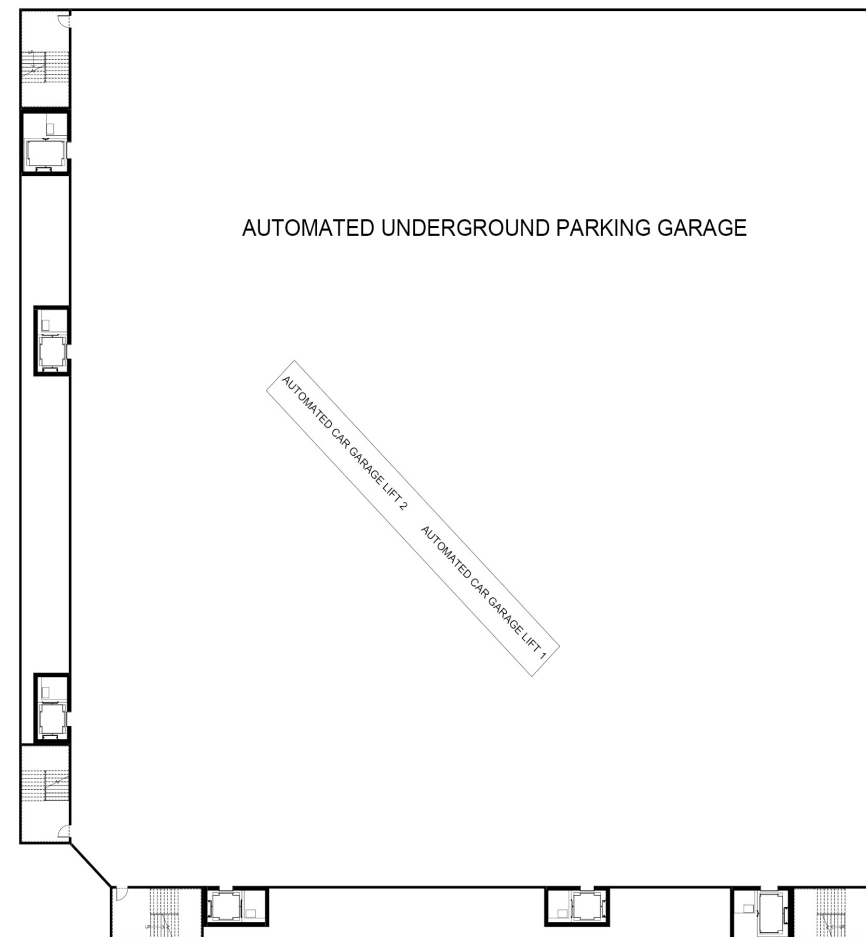 AUTOMATED UNDERGROUND PARKING GARAGE
AUTOMATED CAR GARAGE LIFT 2
AUTOMATED CAR GARAGE LIFT 1